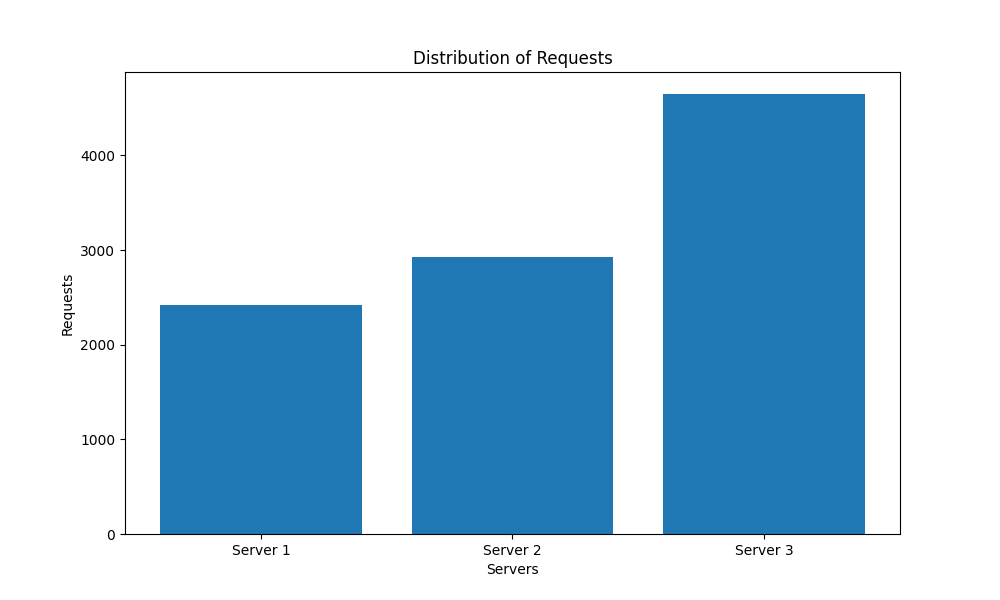 Distribution of Requests
4000
3000
2000
1000
0
Requests
Server 1
Server 2
Server 3
Servers